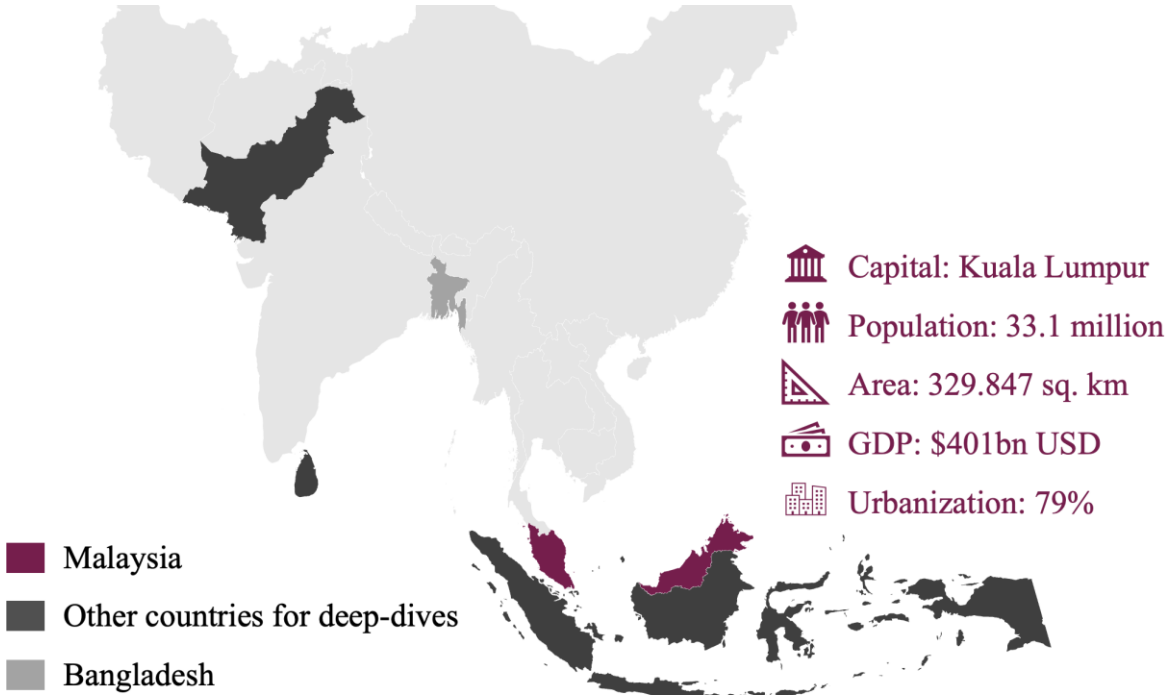 Capital: Kuala Lumpur
Population: 33.1 million
Area: 329.847 sq. km
GDP: $401bn USD
Urbanization: 79%
Malaysia
Other countries for deep-dives
Bangladesh